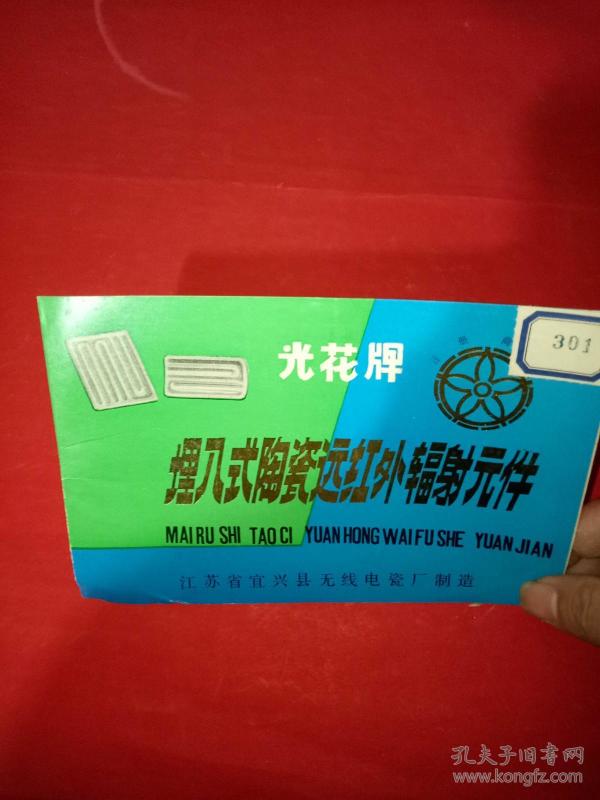 301
光花牌
埋入式陶瓷远红外辐射元件
MAI RU SHI TAO CI YUAN HONG WAI FU SHE YUAN JIAN
江苏省宜兴县无线电瓷厂制造
孔夫子旧书网
www.kongfz.com